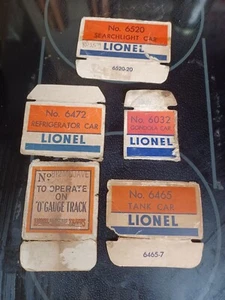 No. 6520
SEARCHLIGHT CAR
LIONEL
6520-20
No. 6472
REFRIGERATOR CAR
LIONEL
No. 6032
GONDOLA CAR
LIONEL
No
TO OPERATE
ON
"O" GAUGE TRACK
No. 6465
TANK CAR
LIONEL
6465-7